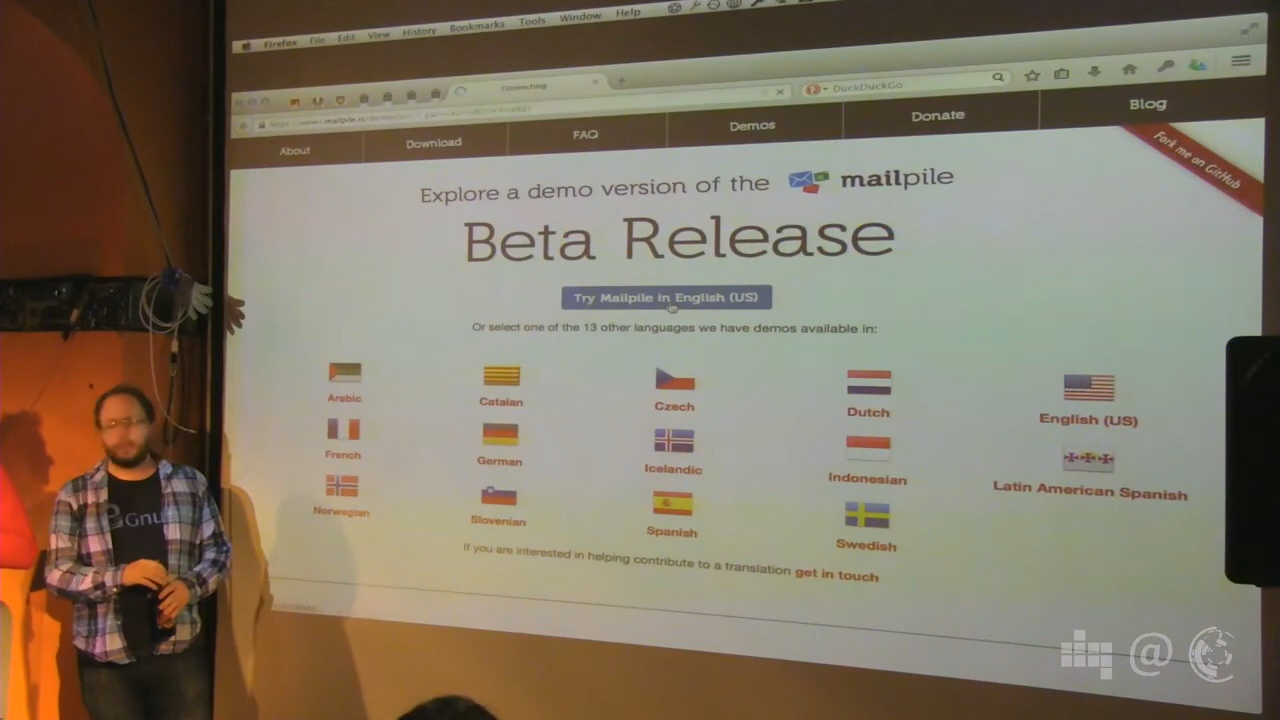 Firefox File Edit View History Bookmarks Tools Window Help
Connecting
DuckDuckGo
About Download FAQ Demos Donate Blog
Fork me on GitHub
Explore a demo version of the mailpile
Beta Release
Try Mailpile in English (US)
Or select one of the 13 other languages we have demos available in:
Arabic Catalan Czech Dutch English (US)
French German Icelandic Indonesian Latin American Spanish
Norwegian Slovenian Spanish Swedish
If you are interested in helping contribute to a translation get in touch
Gnu
@